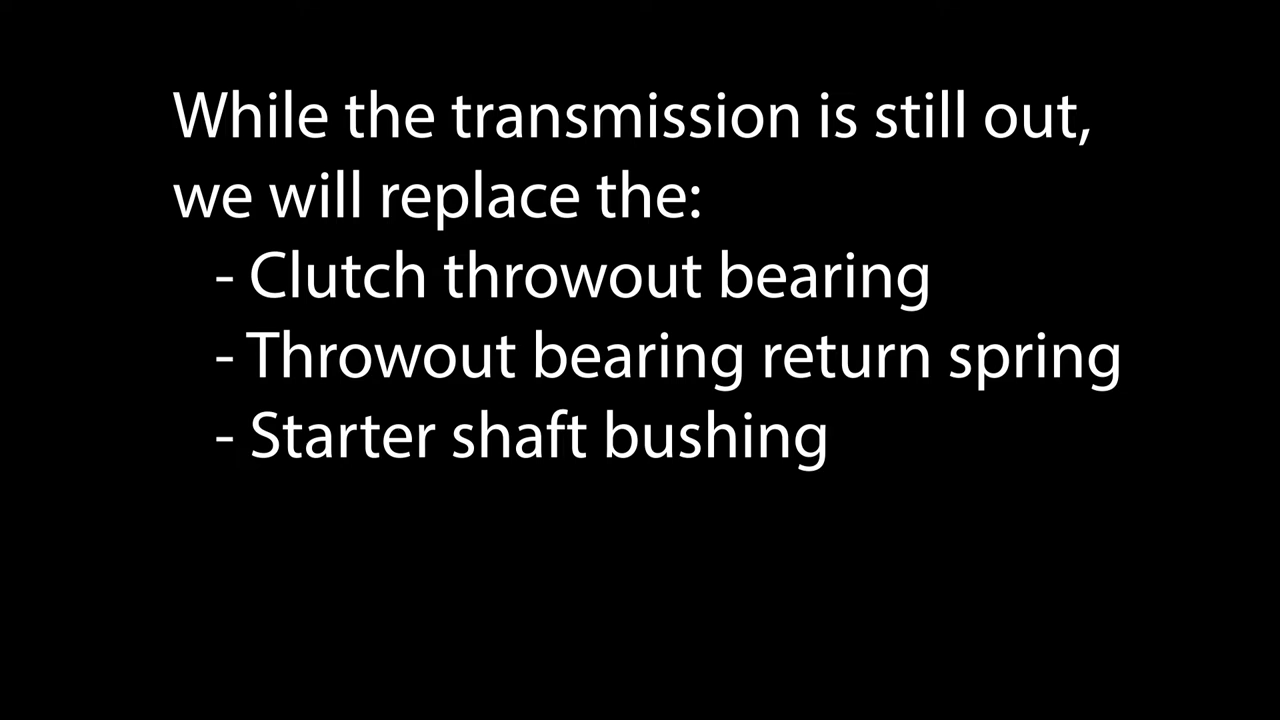 While the transmission is still out,
we will replace the:
- Clutch throwout bearing
- Throwout bearing return spring
- Starter shaft bushing